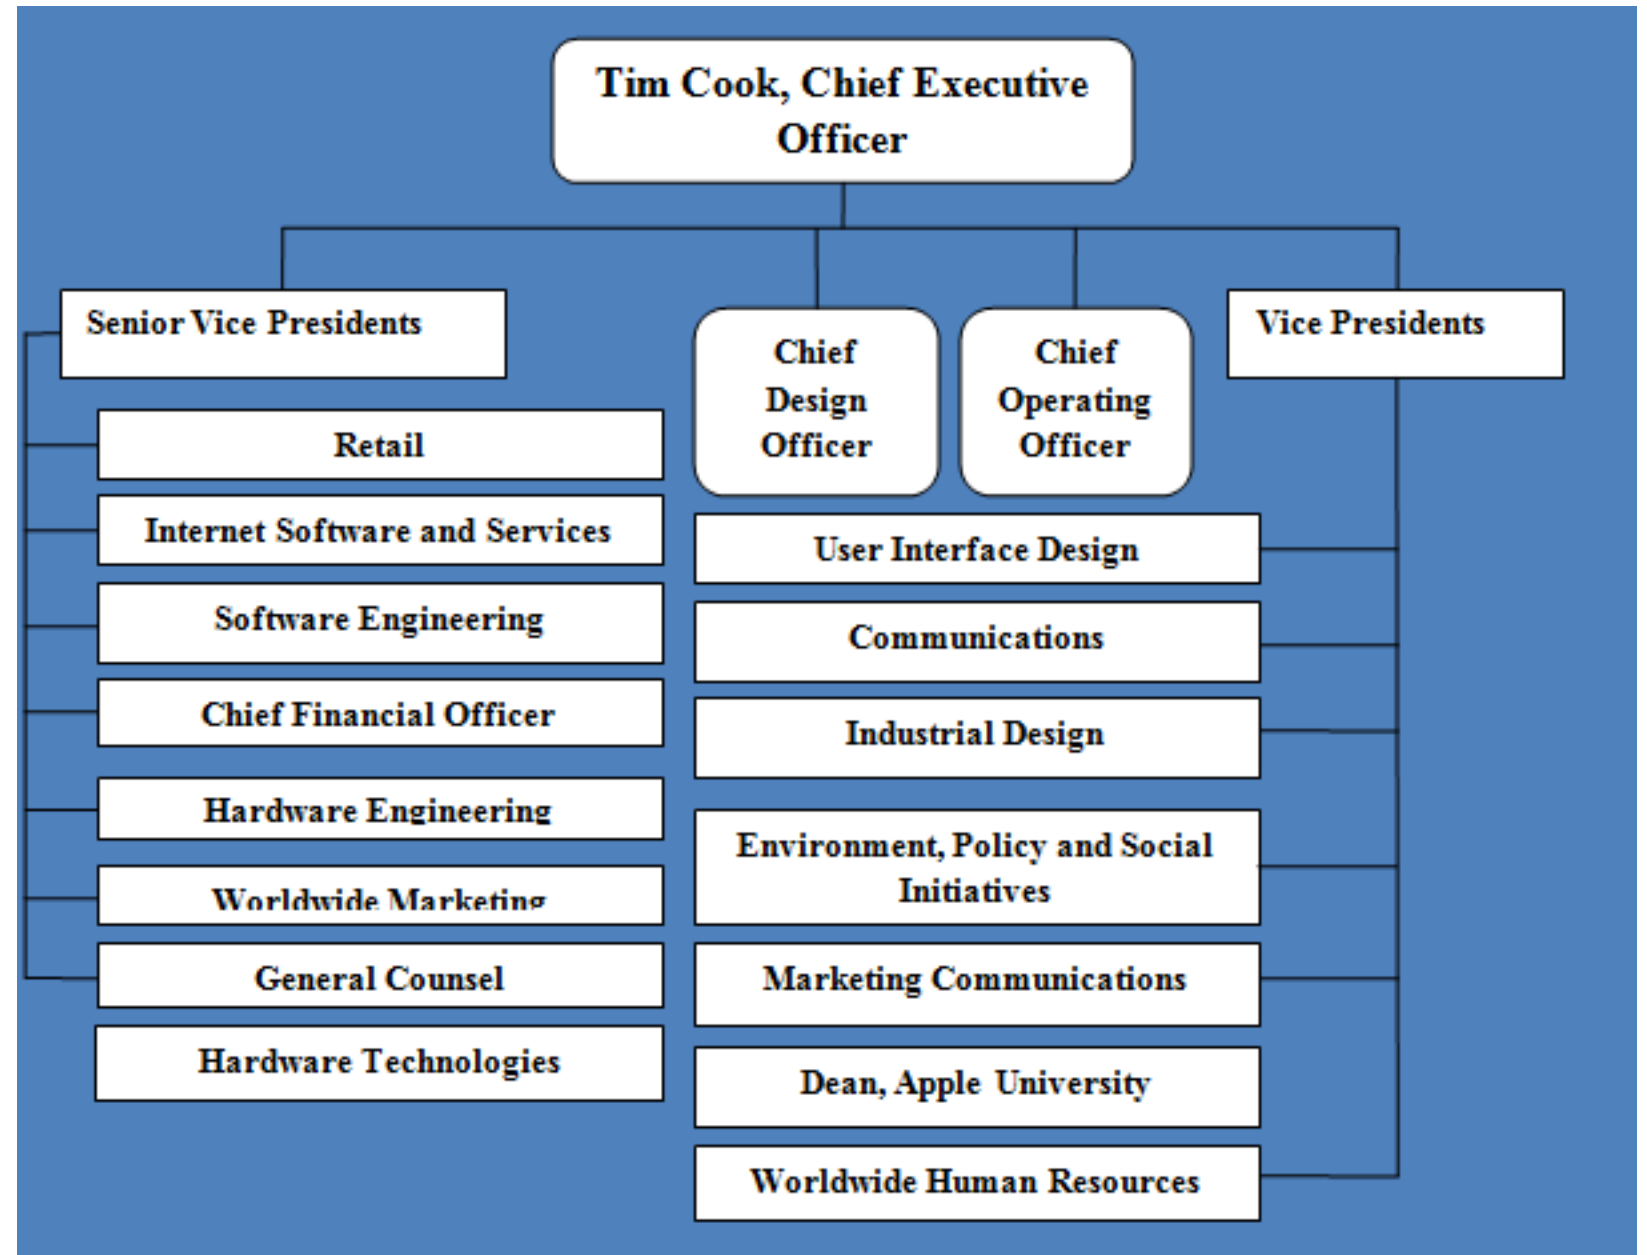 Tim Cook, Chief Executive
Officer
Senior Vice Presidents
Chief
Design
Officer
Chief
Operating
Officer
Vice Presidents
Retail
Internet Software and Services
Software Engineering
Chief Financial Officer
Hardware Engineering
Worldwide Marketing
General Counsel
Hardware Technologies
User Interface Design
Communications
Industrial Design
Environment, Policy and Social
Initiatives
Marketing Communications
Dean, Apple University
Worldwide Human Resources